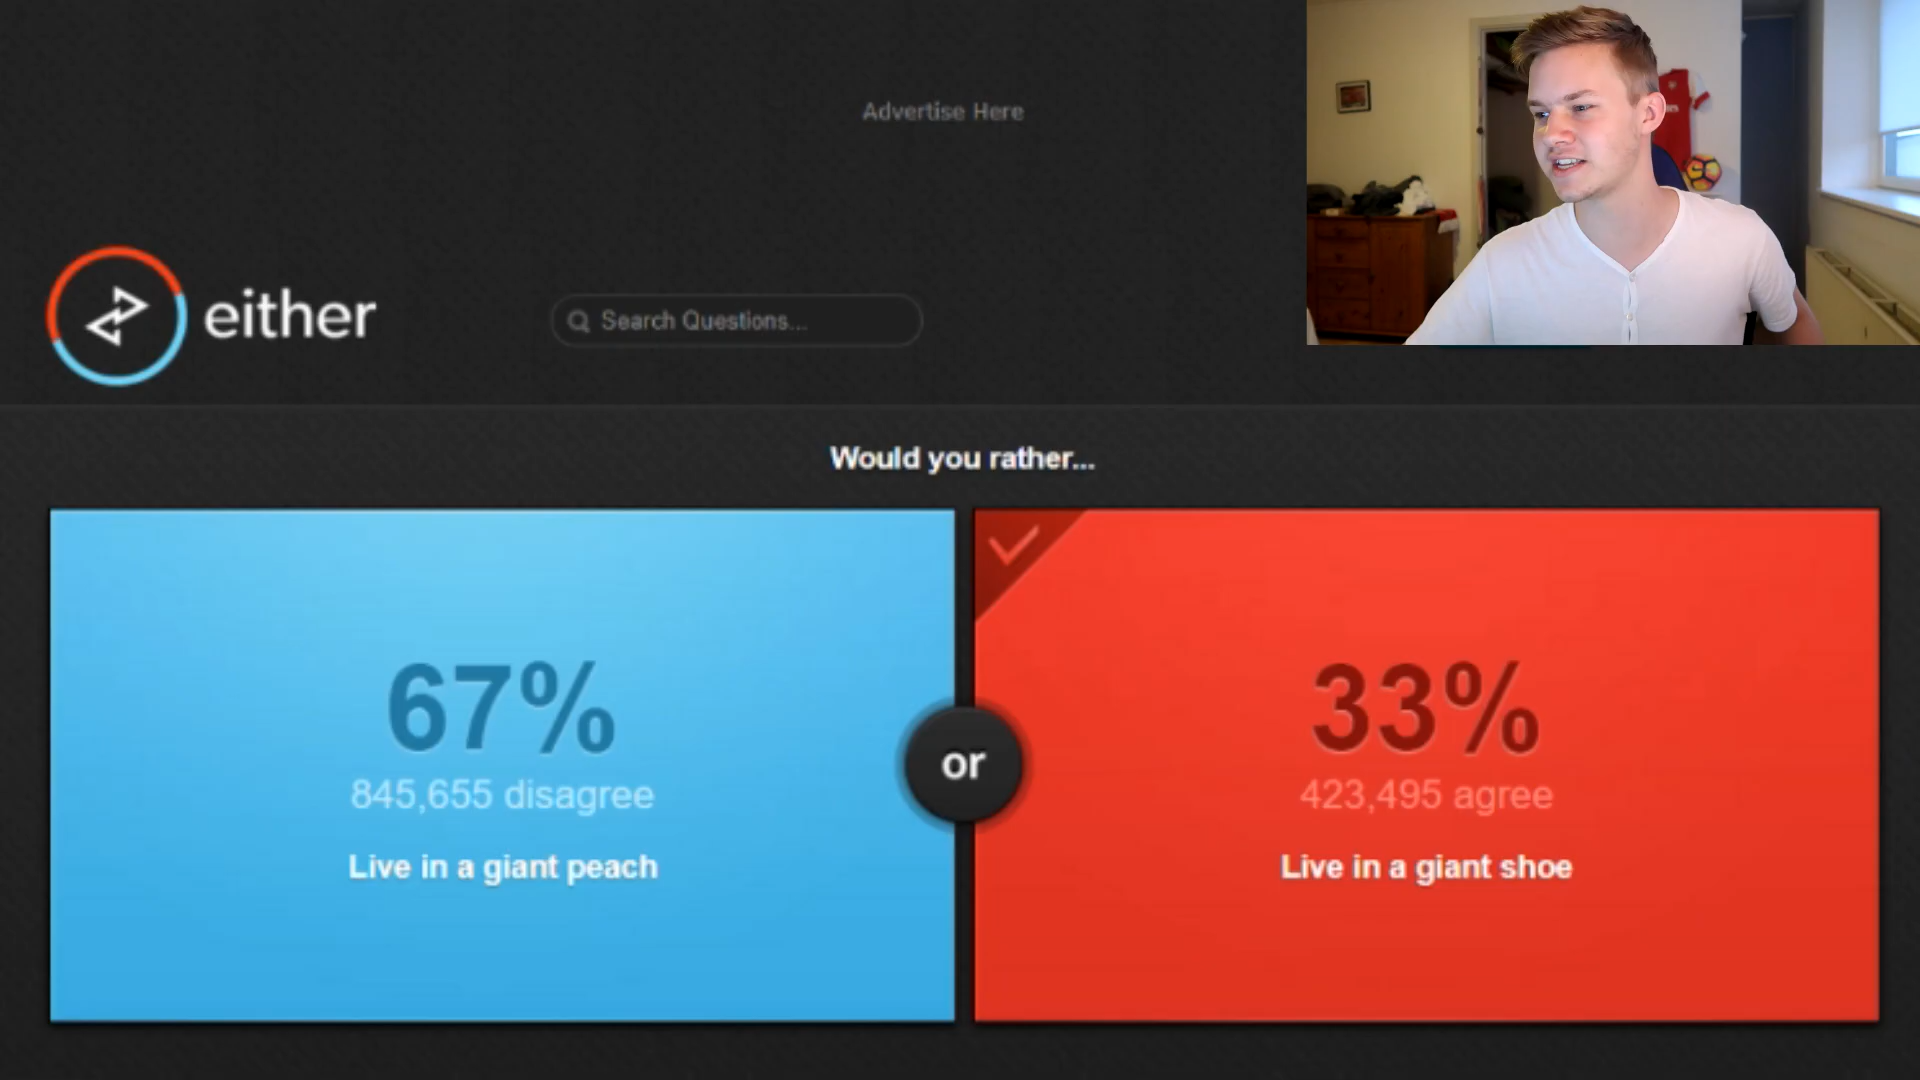 Advertise Here
either
Search Questions...
Would you rather...
67%
845,655 disagree
Live in a giant peach
or
33%
423,495 agree
Live in a giant shoe